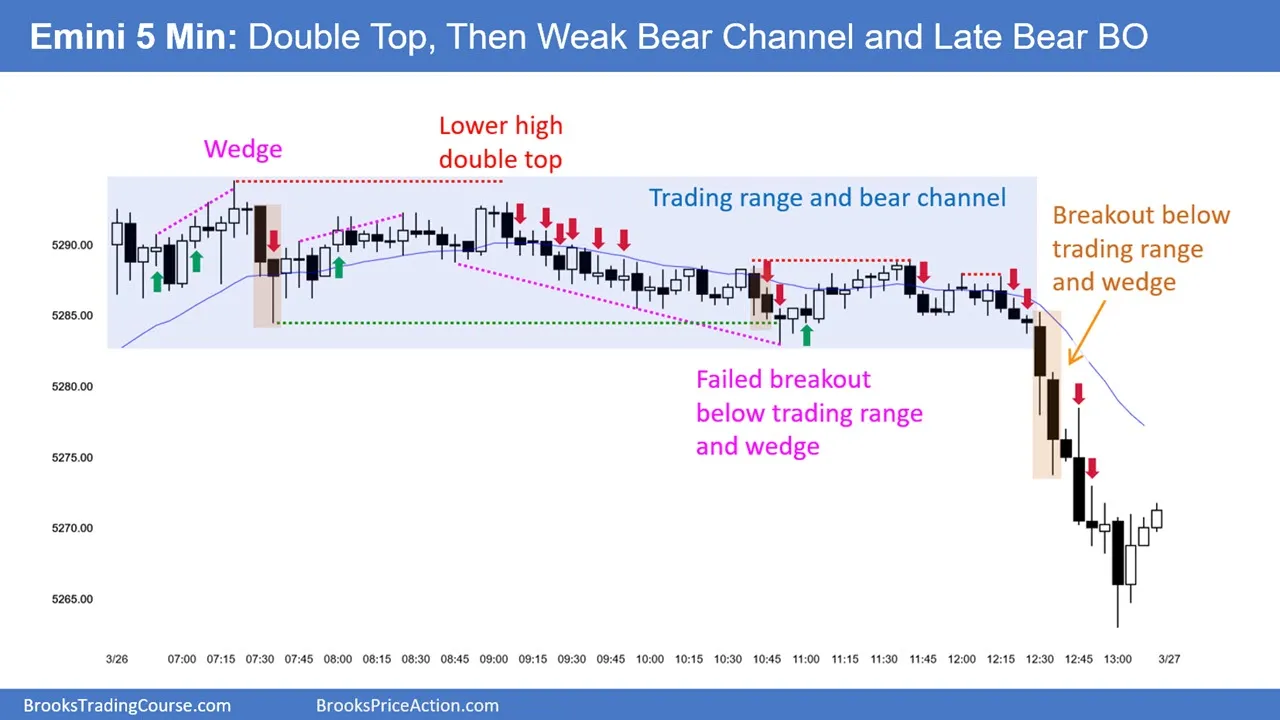 Emini 5 Min: Double Top, Then Weak Bear Channel and Late Bear BO
Wedge
Lower high
double top
Trading range and bear channel
Breakout below
trading range
and wedge
Failed breakout
below trading range
and wedge
5290.00
5285.00
5280.00
5275.00
5270.00
5265.00
3/26 07:00 07:15 07:30 07:45 08:00 08:15 08:30 08:45 09:00 09:15 09:30 09:45 10:00 10:15 10:30 10:45 11:00 11:15 11:30 11:45 12:00 12:15 12:30 12:45 13:00 3/27
BrooksTradingCourse.com BrooksPriceAction.com